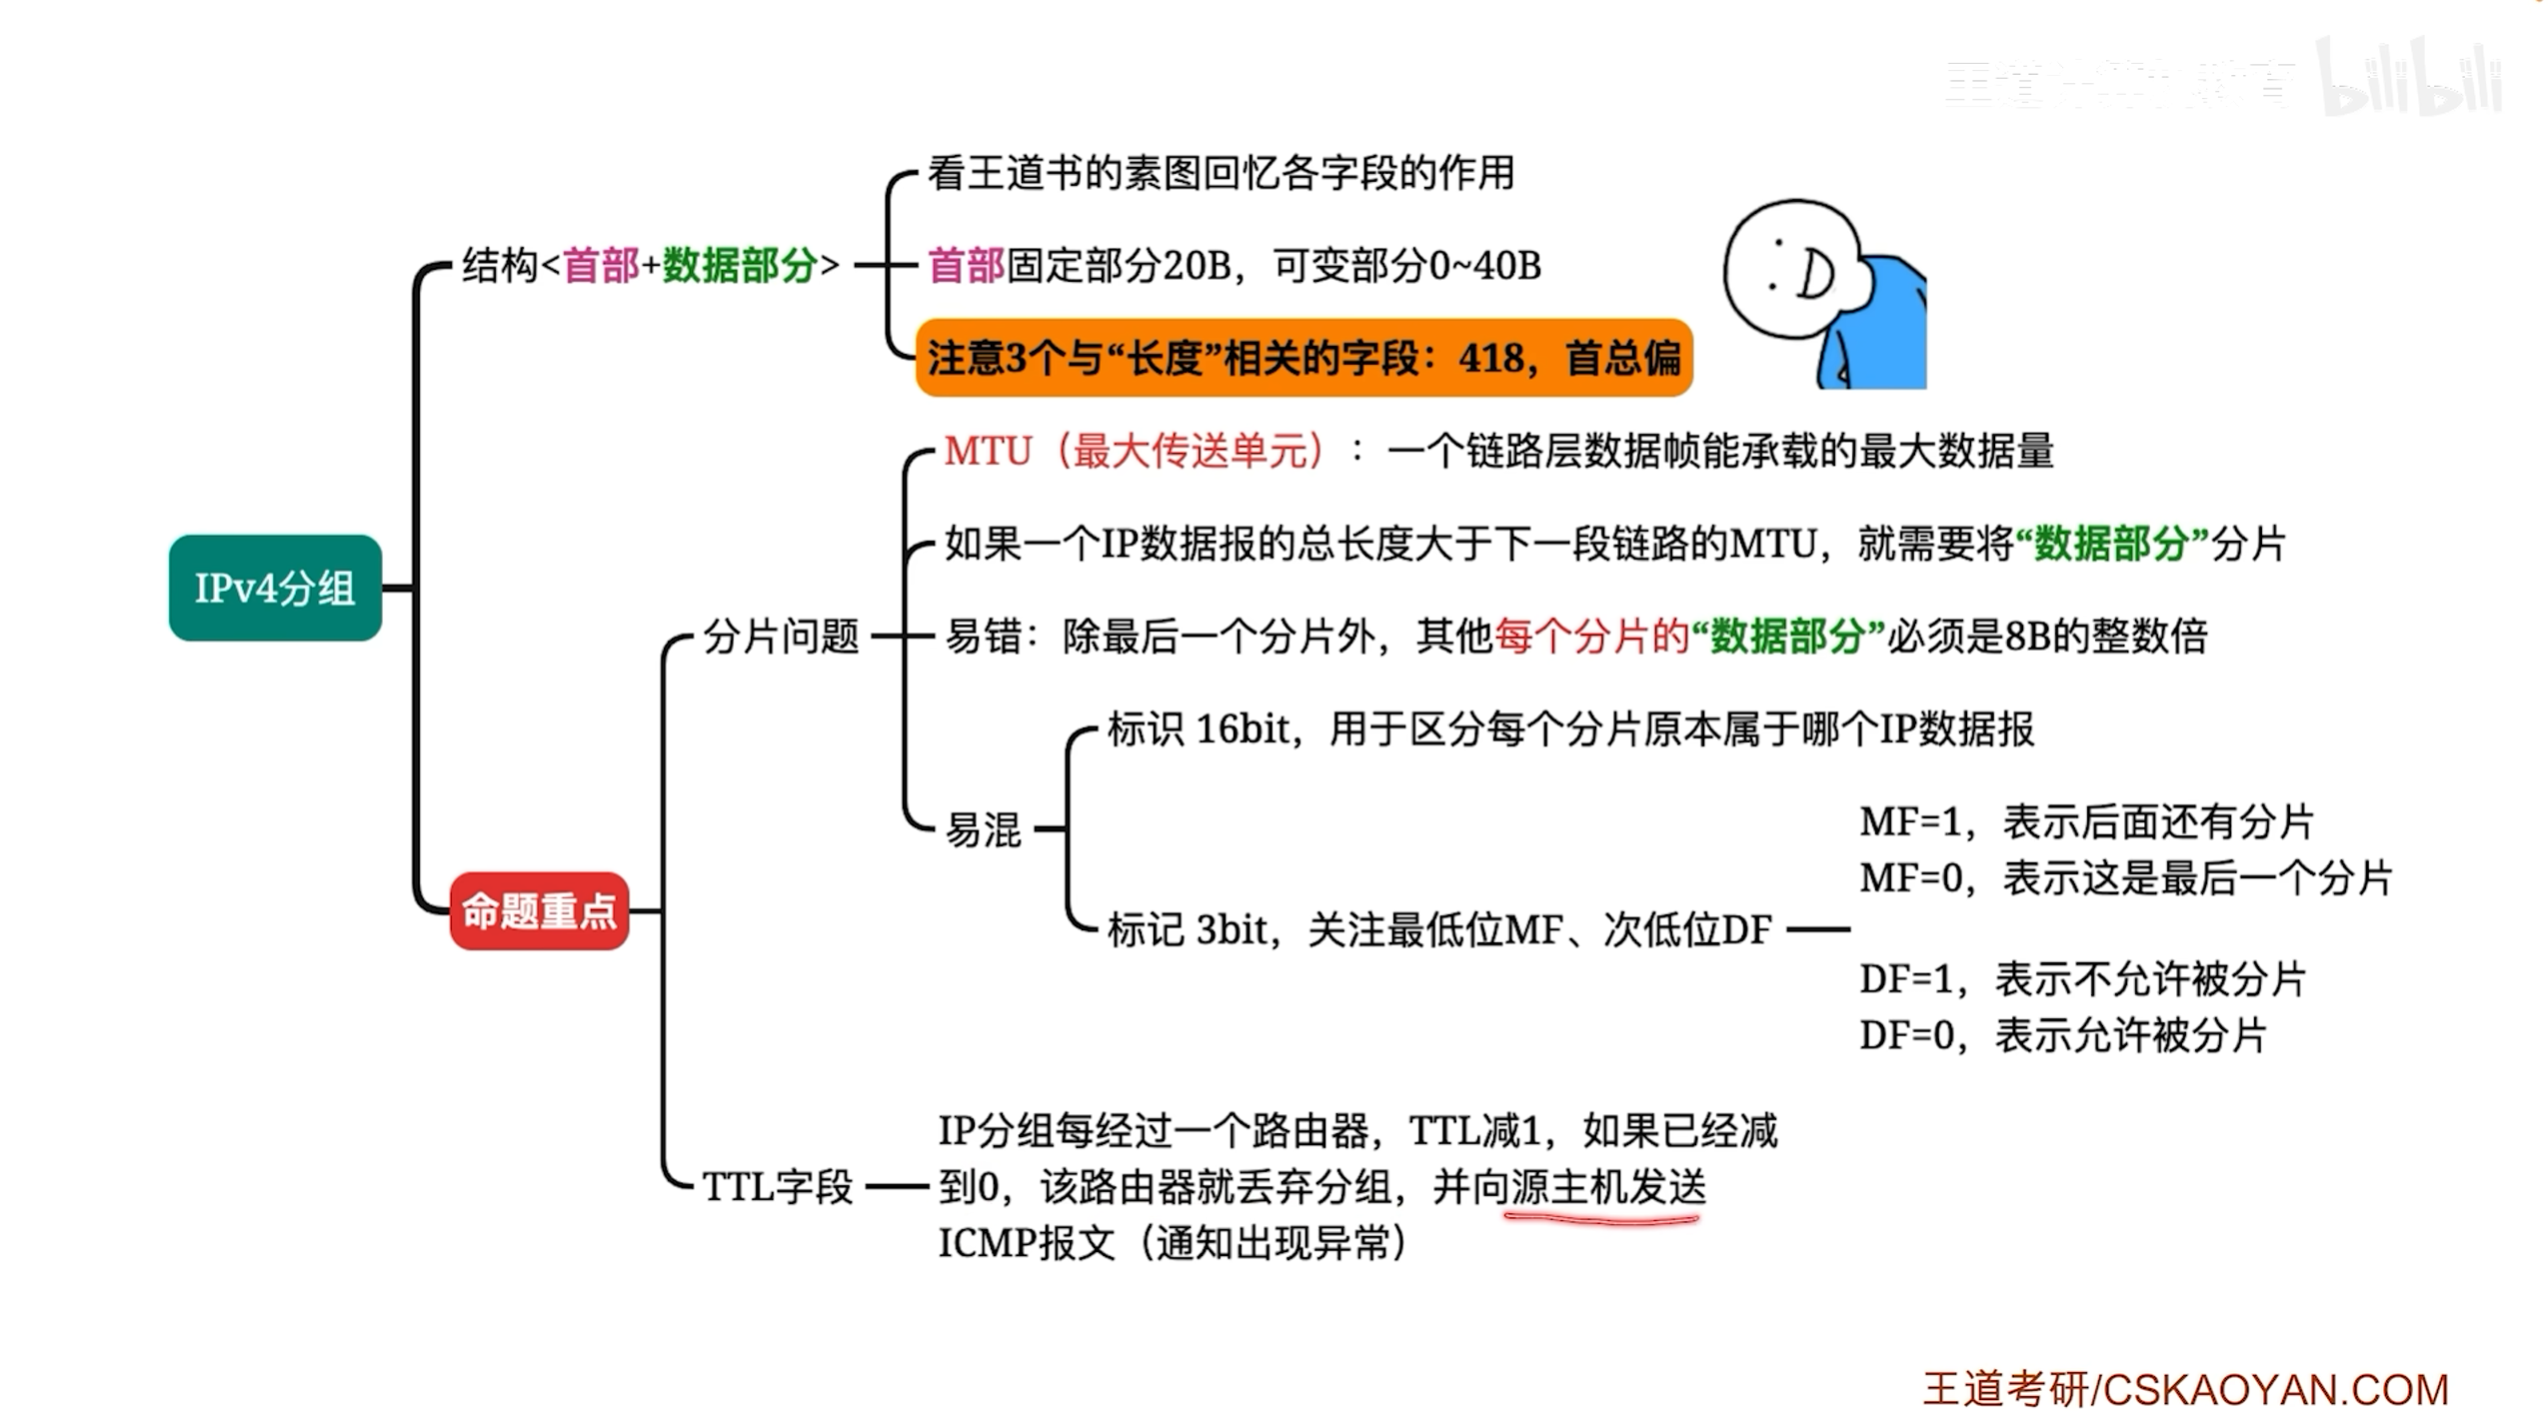 看王道书的素图回忆各字段的作用
结构<首部+数据部分>
首部固定部分20B，可变部分0~40B
注意3个与“长度”相关的字段：418，首总偏
MTU（最大传送单元）：一个链路层数据帧能承载的最大数据量
如果一个IP数据报的总长度大于下一段链路的MTU，就需要将“数据部分”分片
IPv4分组
分片问题
易错：除最后一个分片外，其他每个分片的“数据部分”必须是8B的整数倍
标识 16bit，用于区分每个分片原本属于哪个IP数据报
易混
MF=1，表示后面还有分片
MF=0，表示这是最后一个分片
命题重点
标记 3bit，关注最低位MF、次低位DF
DF=1，表示不允许被分片
DF=0，表示允许被分片
TTL字段
IP分组每经过一个路由器，TTL减1，如果已经减
到0，该路由器就丢弃分组，并向源主机发送
ICMP报文（通知出现异常）
王道考研/CSKAOYAN.COM
bilibili